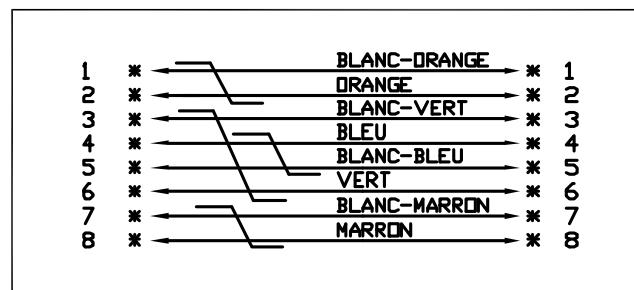 1 * BLANC-ORANGE * 1
2 * ORANGE * 2
3 * BLANC-VERT * 3
4 * BLEU * 4
5 * BLANC-BLEU * 5
6 * VERT * 6
7 * BLANC-MARRON * 7
8 * MARRON * 8